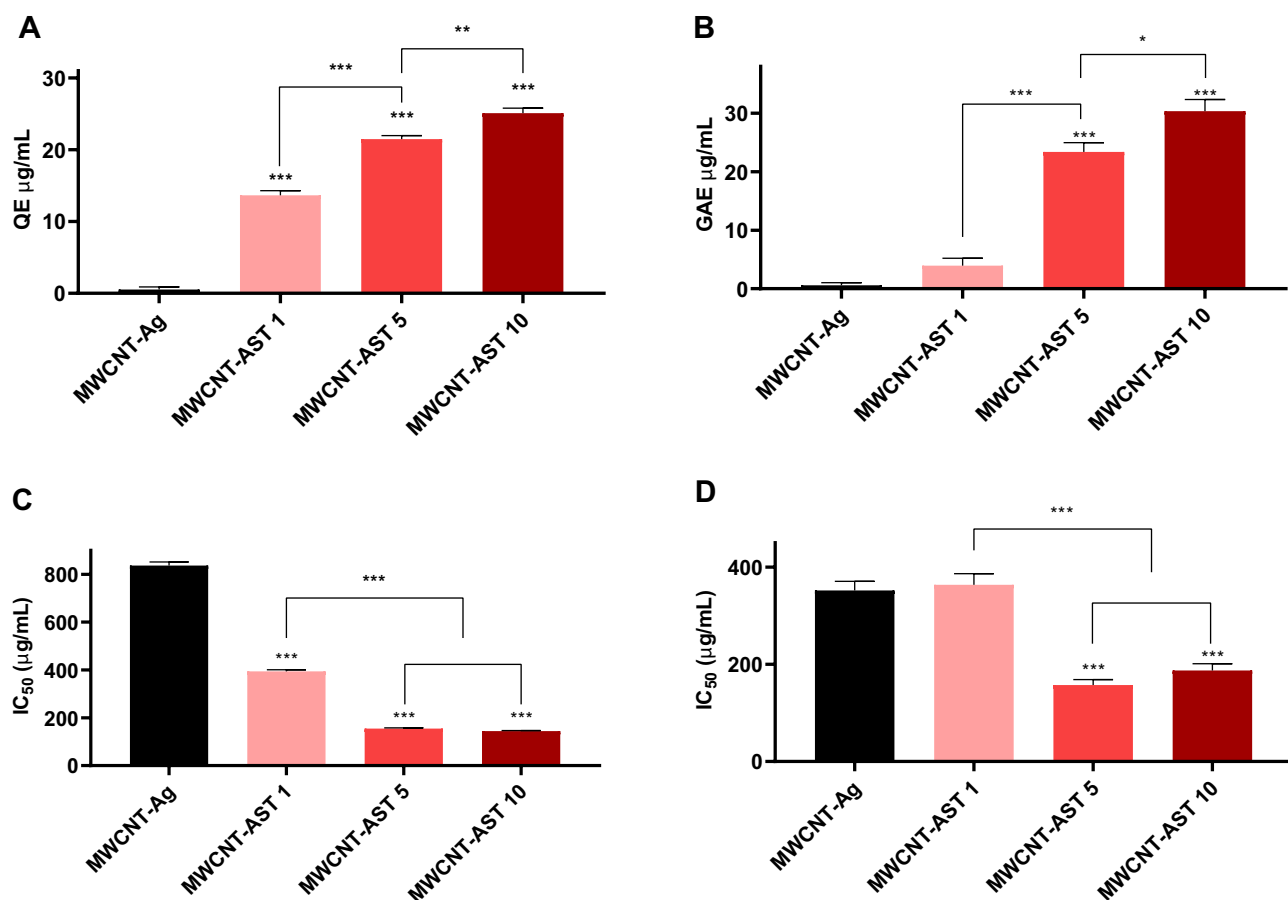 A
**
***
***
***
***
30
20
10
0
QE μg/mL
MWCNT-Ag
MWCNT-AST 1
MWCNT-AST 5
MWCNT-AST 10
B
*
***
***
***
30
20
10
0
GAE μg/mL
MWCNT-Ag
MWCNT-AST 1
MWCNT-AST 5
MWCNT-AST 10
C
***
***
***
***
800
600
400
200
0
IC50 (μg/mL)
MWCNT-Ag
MWCNT-AST 1
MWCNT-AST 5
MWCNT-AST 10
D
***
***
***
400
200
0
IC50 (μg/mL)
MWCNT-Ag
MWCNT-AST 1
MWCNT-AST 5
MWCNT-AST 10